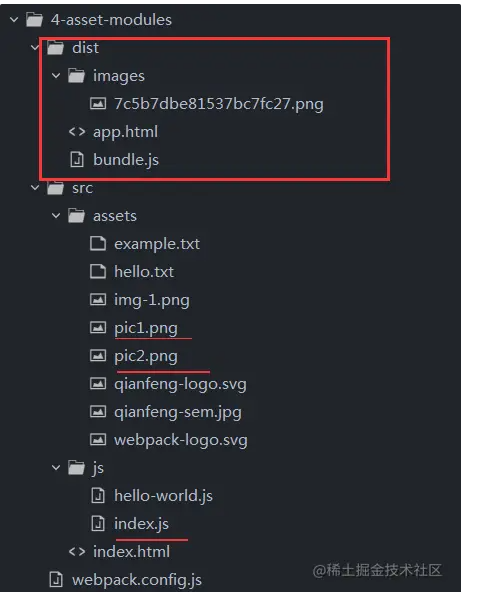 4-asset-modules
dist
images
7c5b7dbe81537bc7fc27.png
app.html
bundle.js
src
assets
example.txt
hello.txt
img-1.png
pic1.png
pic2.png
qianfeng-logo.svg
qianfeng-sem.jpg
webpack-logo.svg
js
hello-world.js
index.js
index.html
webpack.config.js
@稀土掘金技术社区